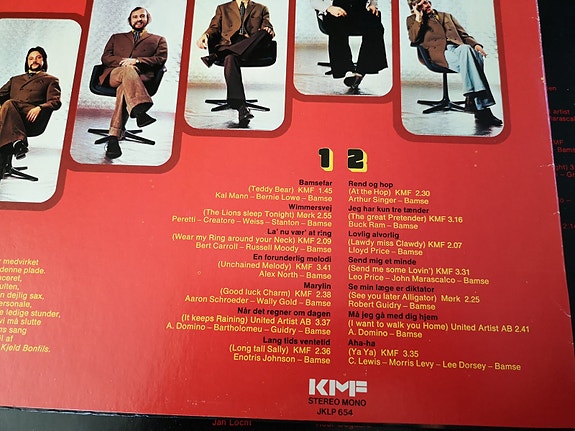 1
Bamsefar
(Teddy Bear) KMF 1.45
Kal Mann – Bernie Lowe – Bamse
Wimmersvej
(The Lions sleep Tonight) Mørk 2.55
Peretti – Creatore – Weiss – Stanton – Bamse
La' nu vær' at ring
(Wear my Ring around your Neck) KMF 2.09
Bert Carroll – Russell Moody – Bamse
En forunderlig melodi
(Unchained Melody) KMF 3.41
Alex North – Bamse
Marylin
(Good luck Charm) KMF 2.38
Aaron Schroeder – Wally Gold – Bamse
Når det regner om dagen
(It keeps Raining) United Artist AB 3.37
A. Domino – Bartholomeu – Guidry – Bamse
Lang tids ventetid
(Long tall Sally) KMF 2.36
Enotris Johnson – Bamse
2
Rend og hop
(At the Hop) KMF 2.30
Arthur Singer – Bamse
Jeg har kun tre tænder
(The great Pretender) KMF 3.16
Buck Ram – Bamse
Lovlig alvorlig
(Lawdy miss Clawdy) KMF 2.07
Lloyd Price – Bamse
Send mig et minde
(Send me some Lovin') KMF 3.31
Leo Price – John Marascalco – Bamse
Se min læge er diktator
(See you later Alligator) Mørk 2.25
Robert Guidry – Bamse
Må jeg gå med dig hjem
(I want to walk you Home) United Artist AB 2.41
A. Domino – Bamse
Aha-ha
(Ya Ya) KMF 3.35
C. Lewis – Morris Levy – Lee Dorsey – Bamse
medvirket
denne plade.
nceret,
ulten.
n dejlig sax,
ersonale,
e ledige stunder,
vi må slutte
ers sang
il af
Kjeld Bonfils.
KMF
STEREO MONO
JKLP 654